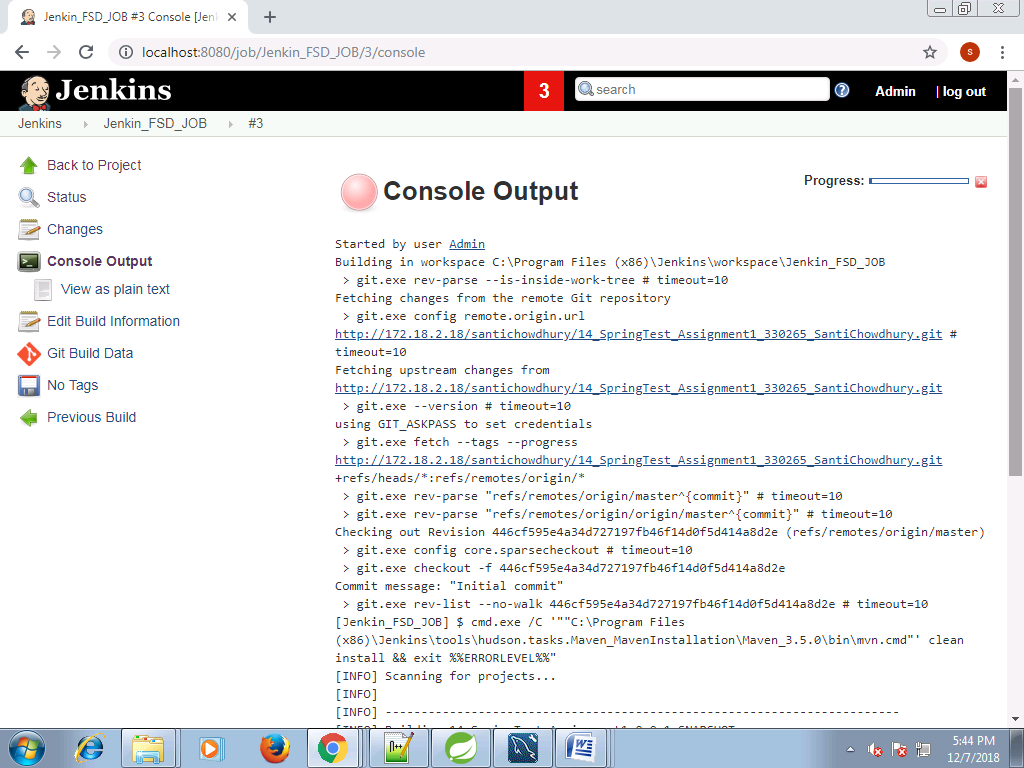 Jenkin_FSD_JOB #3 Console [Jen
localhost:8080/job/Jenkin_FSD_JOB/3/console
S
Jenkins
3
search
?
Admin
| log out
Jenkins
Jenkin_FSD_JOB
#3
Back to Project
Status
Changes
Console Output
View as plain text
Edit Build Information
Git Build Data
No Tags
Previous Build
Console Output
Progress:
Started by user Admin
Building in workspace C:\Program Files (x86)\Jenkins\workspace\Jenkin_FSD_JOB
> git.exe rev-parse --is-inside-work-tree # timeout=10
Fetching changes from the remote Git repository
> git.exe config remote.origin.url
http://172.18.2.18/santichowdhury/14_SpringTest_Assignment1_330265_SantiChowdhury.git #
timeout=10
Fetching upstream changes from
http://172.18.2.18/santichowdhury/14_SpringTest_Assignment1_330265_SantiChowdhury.git
> git.exe --version # timeout=10
using GIT_ASKPASS to set credentials
> git.exe fetch --tags --progress
http://172.18.2.18/santichowdhury/14_SpringTest_Assignment1_330265_SantiChowdhury.git
+refs/heads/*:refs/remotes/origin/*
> git.exe rev-parse "refs/remotes/origin/master^{commit}" # timeout=10
> git.exe rev-parse "refs/remotes/origin/origin/master^{commit}" # timeout=10
Checking out Revision 446cf595e4a34d727197fb46f14d0f5d414a8d2e (refs/remotes/origin/master)
> git.exe config core.sparsecheckout # timeout=10
> git.exe checkout -f 446cf595e4a34d727197fb46f14d0f5d414a8d2e
Commit message: "Initial commit"
> git.exe rev-list --no-walk 446cf595e4a34d727197fb46f14d0f5d414a8d2e # timeout=10
[Jenkin_FSD_JOB] $ cmd.exe /C '""C:\Program Files
(x86)\Jenkins\tools\hudson.tasks.Maven_MavenInstallation\Maven_3.5.0\bin\mvn.cmd"' clean
install && exit %%ERRORLEVEL%%"
[INFO] Scanning for projects...
[INFO]
[INFO] ------------------------------------------------------------------------
5:44 PM
12/7/2018